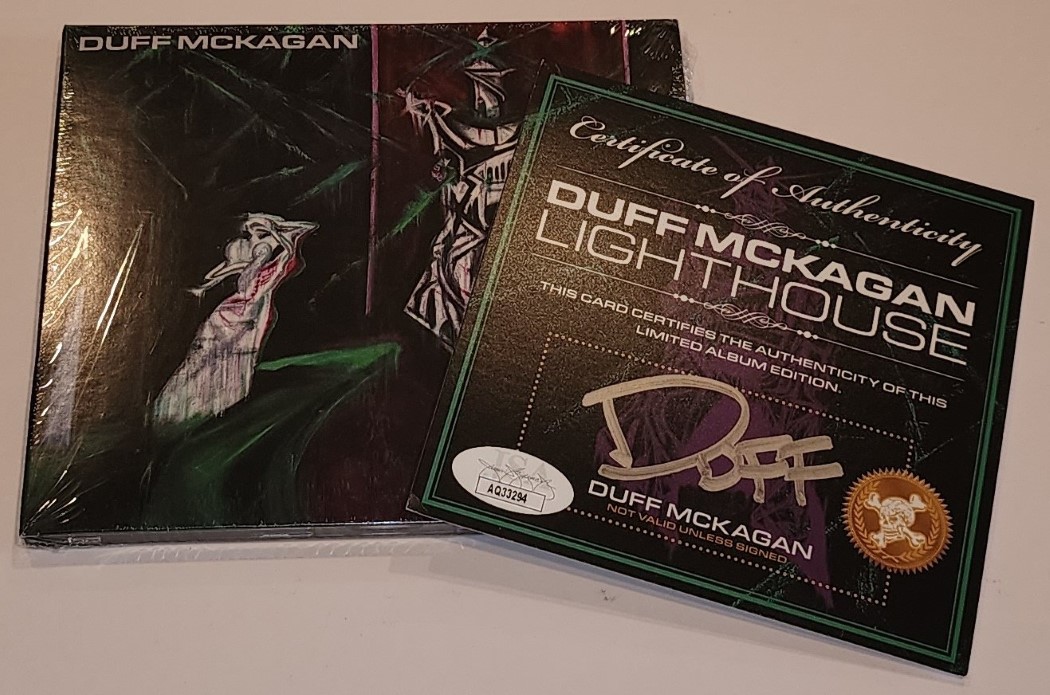 DUFF MCKAGAN
Certificate of Authenticity
DUFF MCKAGAN
LIGHTHOUSE
THIS CARD CERTIFIES THE AUTHENTICITY OF THIS
LIMITED ALBUM EDITION.
DUFF
JSA
AQ33294
DUFF MCKAGAN
NOT VALID UNLESS SIGNED